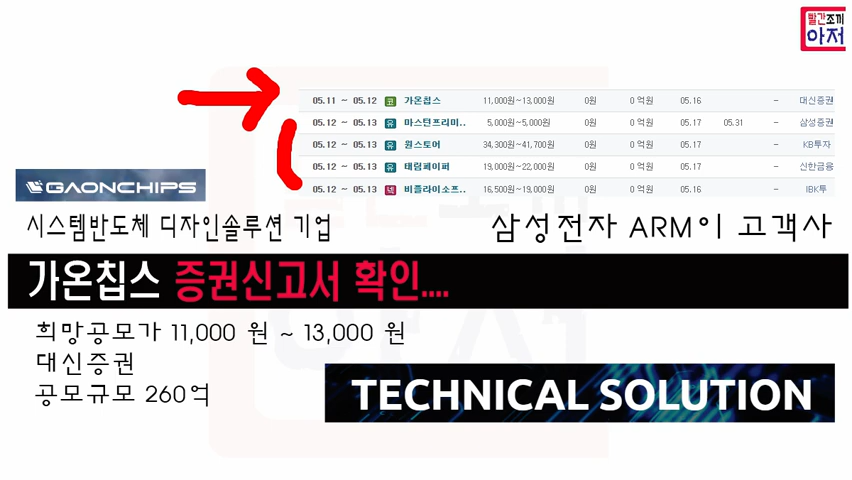 빨간조끼
아저
05.11 ~ 05.12 코 가온칩스 11,000원~13,000원 0원 0 억원 05.16 - 대신증권
05.12 ~ 05.13 유 마스턴프리미.. 5,000원~5,000원 0원 0 억원 05.17 05.31 - 삼성증권
05.12 ~ 05.13 유 원스토어 34,300원~41,700원 0원 0 억원 05.17 - KB투자
05.12 ~ 05.13 유 태림페이퍼 19,000원~22,000원 0원 0 억원 05.17 - 신한금융
05.12 ~ 05.13 넥 비플라이소프.. 16,500원~19,000원 0원 0 억원 05.17 - IBK투
GAONCHIPS
시스템반도체 디자인솔루션 기업
삼성전자 ARM이 고객사
가온칩스 증권신고서 확인....
희망공모가 11,000 원 ~ 13,000 원
대신증권
공모규모 260억
TECHNICAL SOLUTION